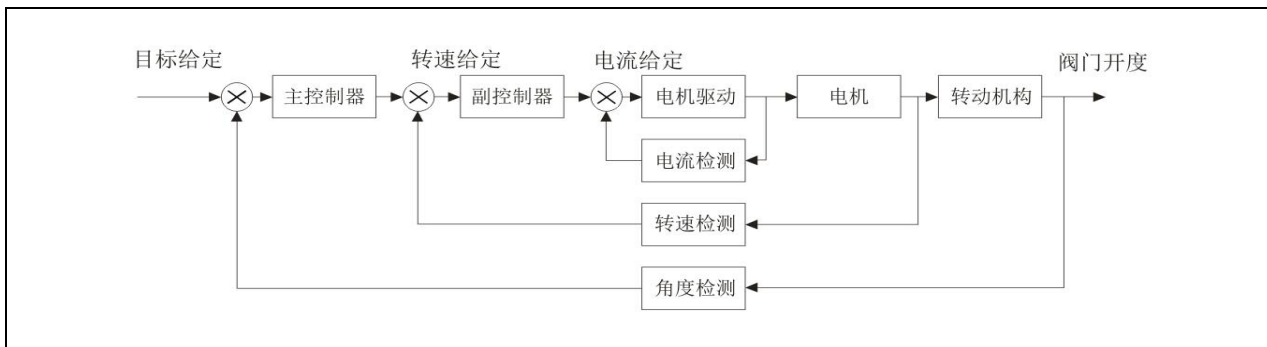 目标给定
转速给定
电流给定
阀门开度
主控制器
副控制器
电机驱动
电机
转动机构
电流检测
转速检测
角度检测